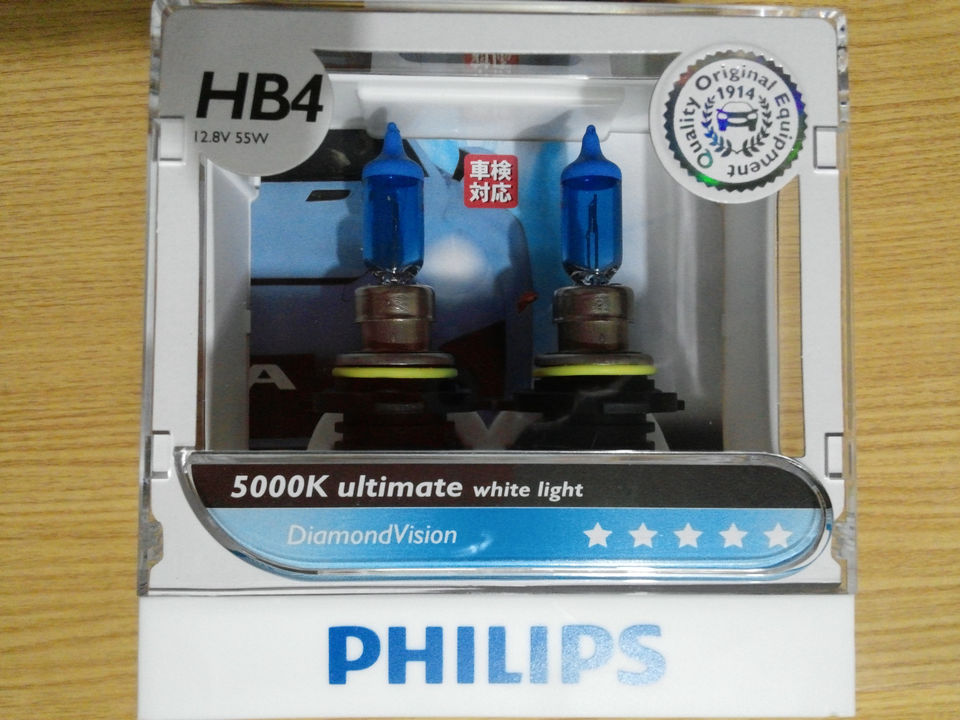 HB4
12.8V 55W
Quality Original Equipment
1914
車検
対応
A
5000K ultimate white light
DiamondVision
PHILIPS